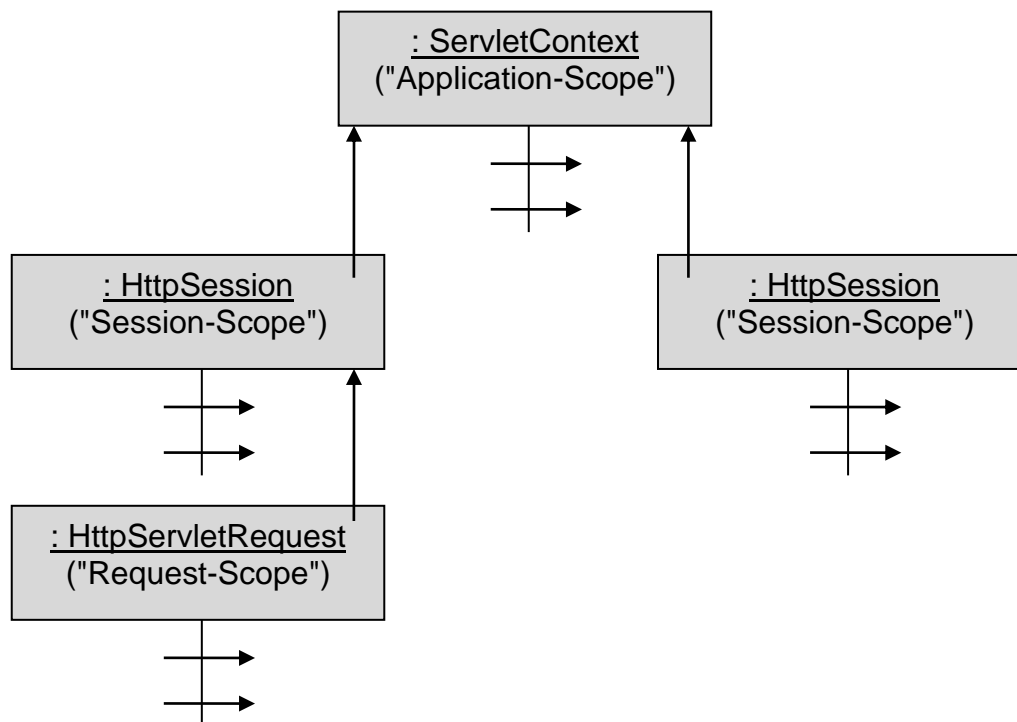 : ServletContext
("Application-Scope")
: HttpSession
("Session-Scope")
: HttpSession
("Session-Scope")
: HttpServletRequest
("Request-Scope")